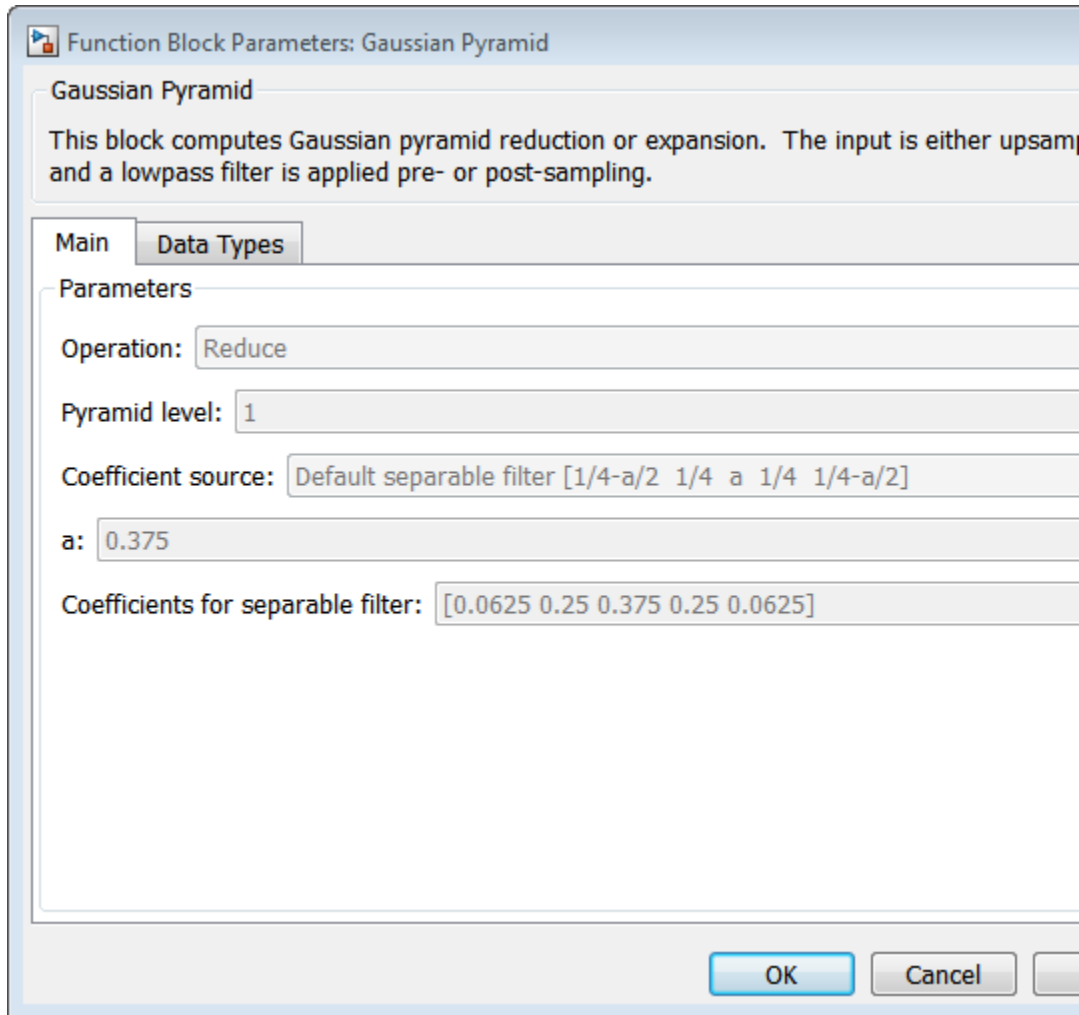 Function Block Parameters: Gaussian Pyramid
Gaussian Pyramid
This block computes Gaussian pyramid reduction or expansion.  The input is either upsamp
and a lowpass filter is applied pre- or post-sampling.
Main Data Types
Parameters
Operation: Reduce
Pyramid level: 1
Coefficient source: Default separable filter [1/4-a/2  1/4  a  1/4  1/4-a/2]
a: 0.375
Coefficients for separable filter: [0.0625 0.25 0.375 0.25 0.0625]
OK Cancel